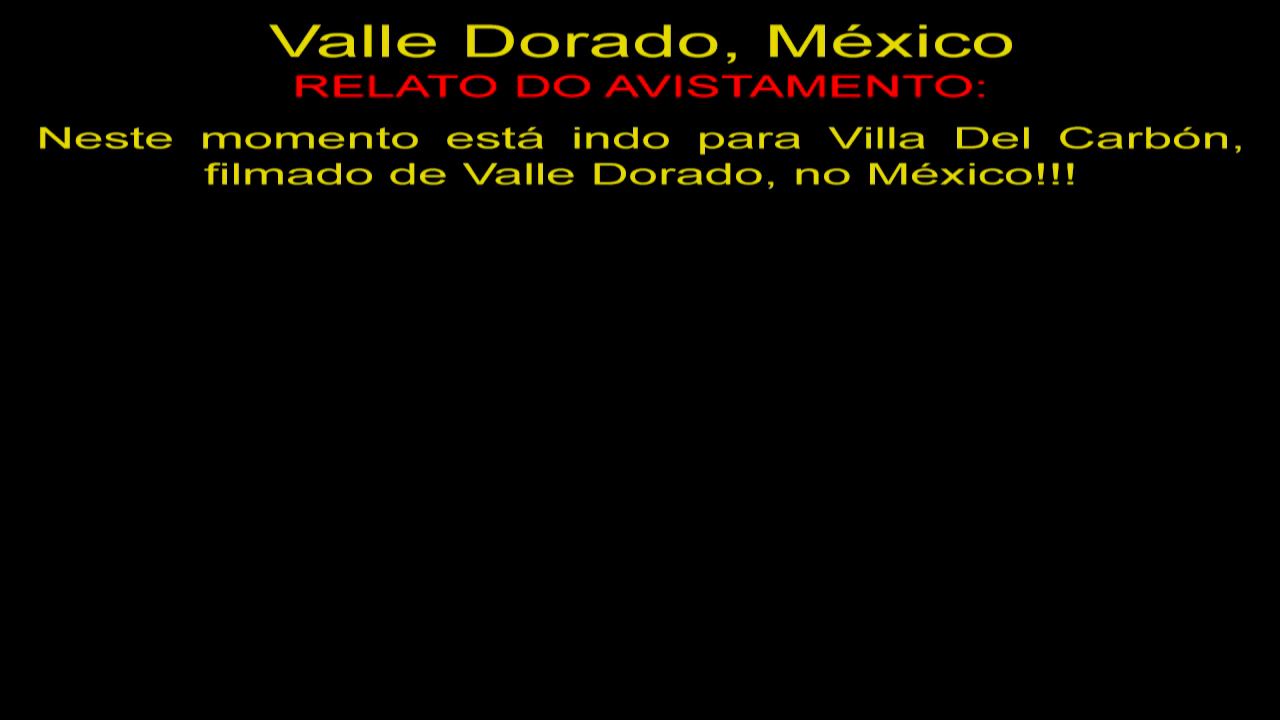 Valle Dorado, México
RELATO DO AVISTAMENTO:
Neste momento está indo para Villa Del Carbón,
filmado de Valle Dorado, no México!!!